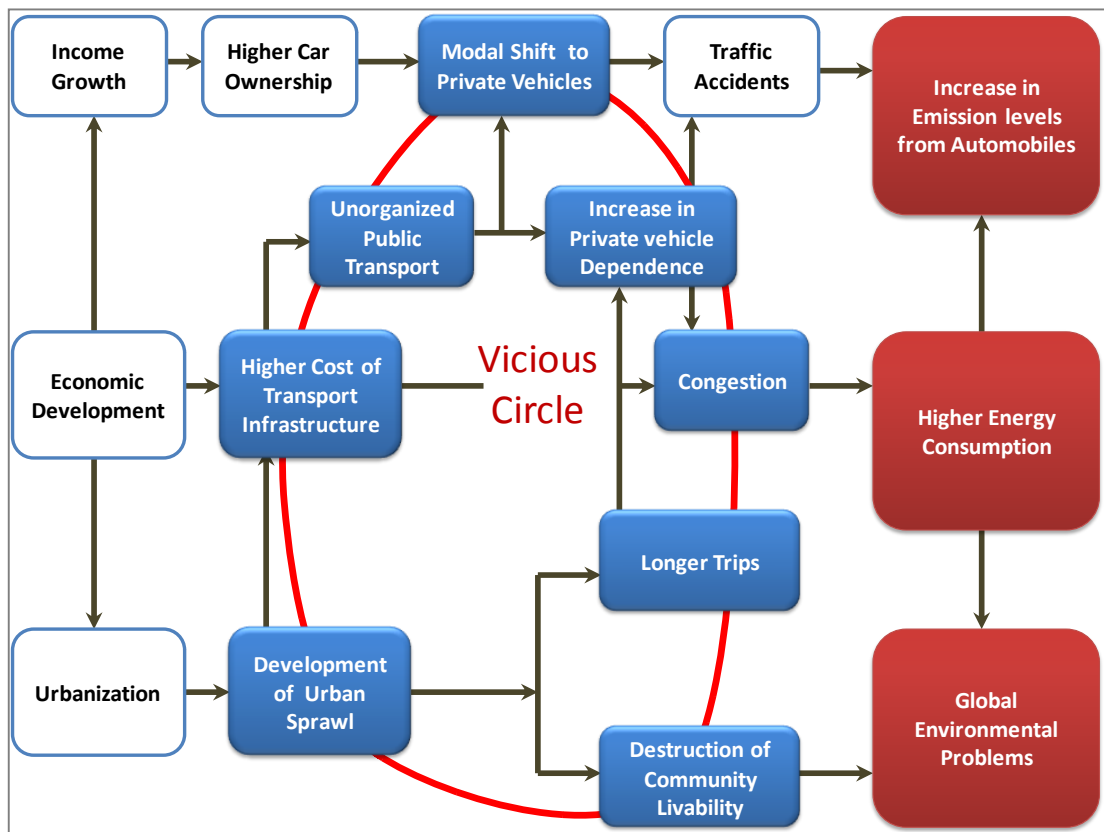 Income
Growth
Higher Car
Ownership
Modal Shift to
Private Vehicles
Traffic
Accidents
Increase in
Emission levels
from Automobiles
Unorganized
Public
Transport
Increase in
Private vehicle
Dependence
Economic
Development
Higher Cost of
Transport
Infrastructure
Vicious
Circle
Congestion
Higher Energy
Consumption
Longer Trips
Urbanization
Development
of Urban
Sprawl
Destruction of
Community
Livability
Global
Environmental
Problems